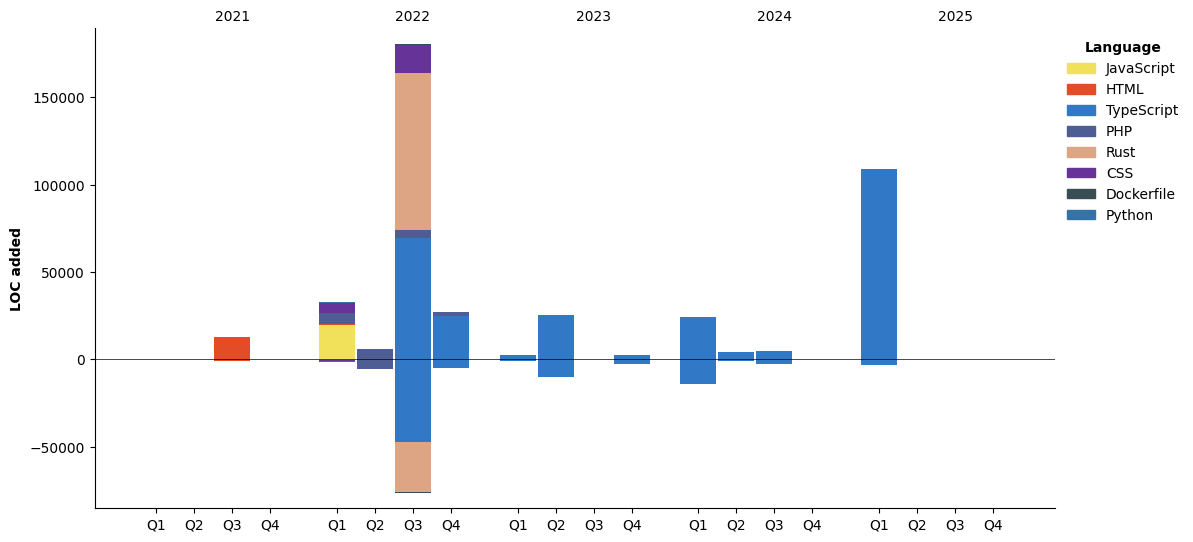 2021 2022 2023 2024 2025
Language
JavaScript
HTML
TypeScript
PHP
Rust
CSS
Dockerfile
Python
LOC added
150000
100000
50000
0
−50000
Q1 Q2 Q3 Q4 Q1 Q2 Q3 Q4 Q1 Q2 Q3 Q4 Q1 Q2 Q3 Q4 Q1 Q2 Q3 Q4